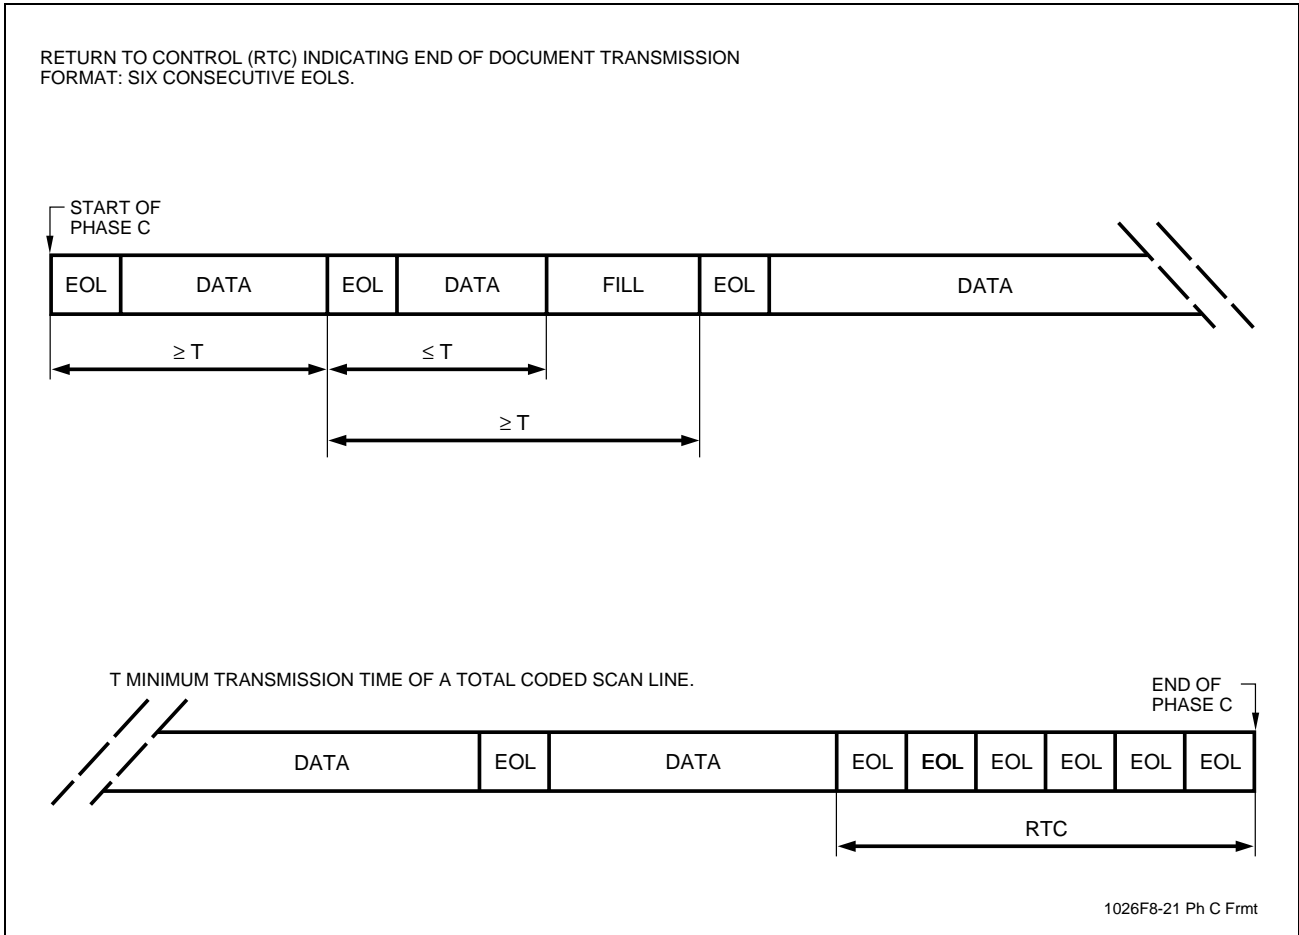 RETURN TO CONTROL (RTC) INDICATING END OF DOCUMENT TRANSMISSION
FORMAT: SIX CONSECUTIVE EOLS.
START OF
PHASE C
EOL DATA EOL DATA FILL EOL DATA
≥ T ≤ T
≥ T
T MINIMUM TRANSMISSION TIME OF A TOTAL CODED SCAN LINE.
END OF
PHASE C
DATA EOL DATA EOL EOL EOL EOL EOL EOL
RTC
1026F8-21 Ph C Frmt